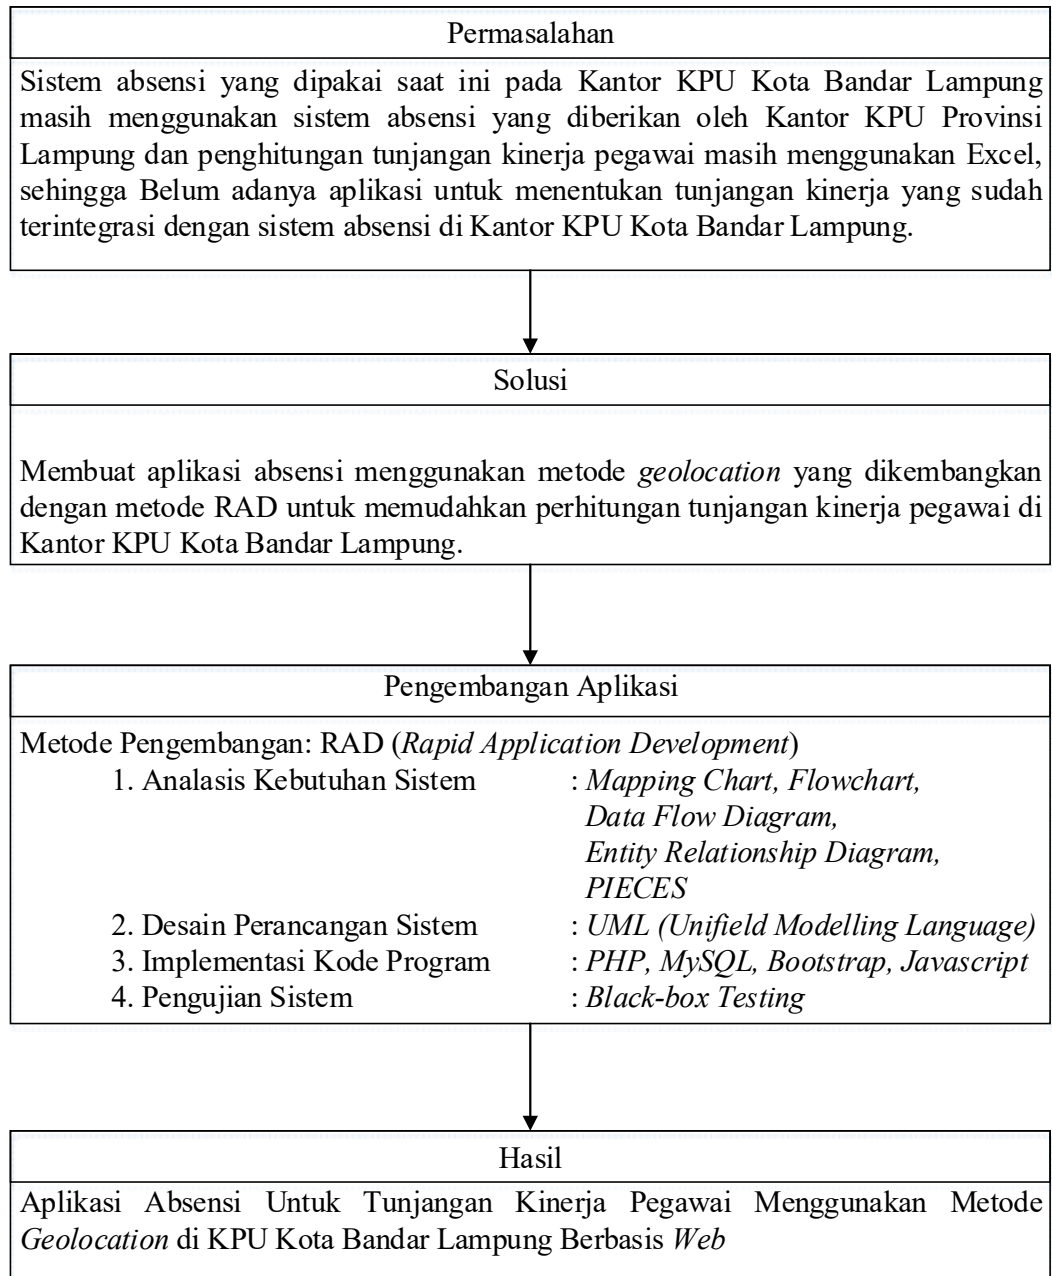 Permasalahan
Sistem absensi yang dipakai saat ini pada Kantor KPU Kota Bandar Lampung
masih menggunakan sistem absensi yang diberikan oleh Kantor KPU Provinsi
Lampung dan penghitungan tunjangan kinerja pegawai masih menggunakan Excel,
sehingga Belum adanya aplikasi untuk menentukan tunjangan kinerja yang sudah
terintegrasi dengan sistem absensi di Kantor KPU Kota Bandar Lampung.
Solusi
Membuat aplikasi absensi menggunakan metode geolocation yang dikembangkan
dengan metode RAD untuk memudahkan perhitungan tunjangan kinerja pegawai di
Kantor KPU Kota Bandar Lampung.
Pengembangan Aplikasi
Metode Pengembangan: RAD (Rapid Application Development)
1. Analasis Kebutuhan Sistem : Mapping Chart, Flowchart,
Data Flow Diagram,
Entity Relationship Diagram,
PIECES
2. Desain Perancangan Sistem : UML (Unifield Modelling Language)
3. Implementasi Kode Program : PHP, MySQL, Bootstrap, Javascript
4. Pengujian Sistem : Black-box Testing
Hasil
Aplikasi Absensi Untuk Tunjangan Kinerja Pegawai Menggunakan Metode
Geolocation di KPU Kota Bandar Lampung Berbasis Web